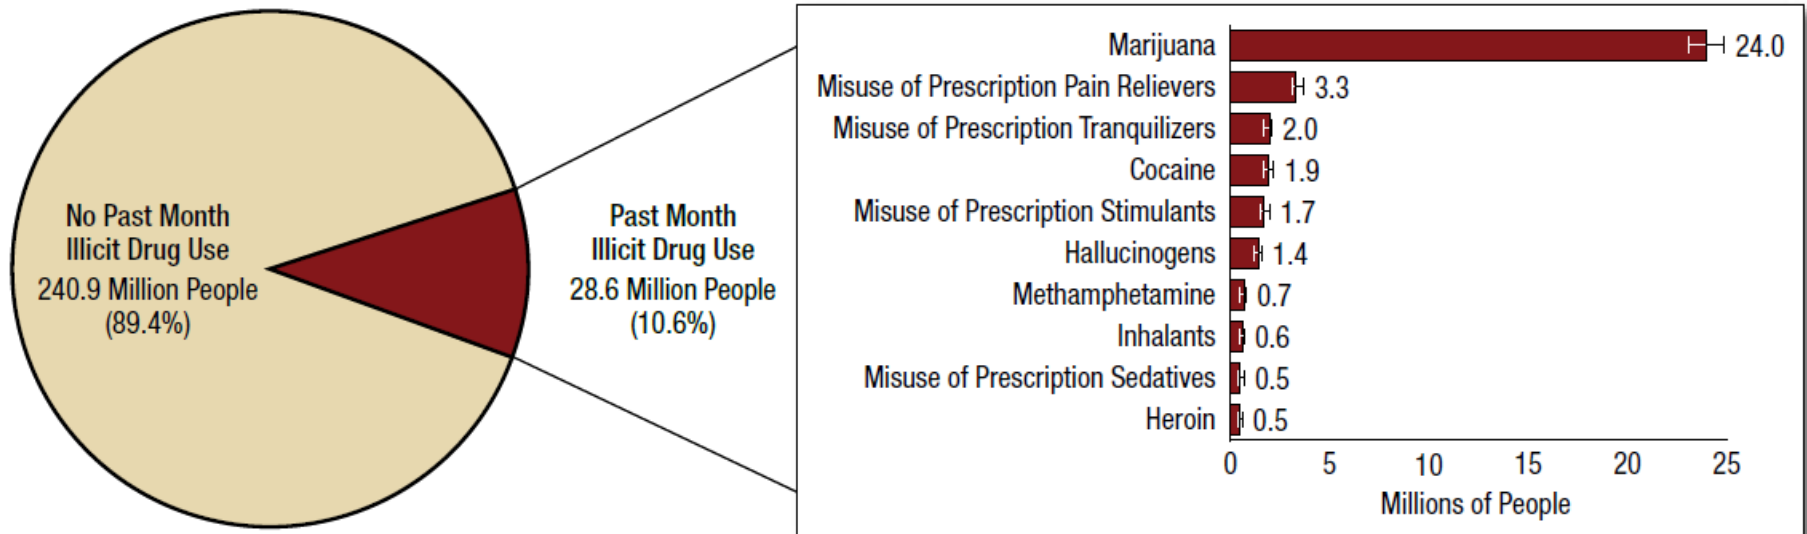 No Past Month
Illicit Drug Use
240.9 Million People
(89.4%)
Past Month
Illicit Drug Use
28.6 Million People
(10.6%)
Marijuana 24.0
Misuse of Prescription Pain Relievers 3.3
Misuse of Prescription Tranquilizers 2.0
Cocaine 1.9
Misuse of Prescription Stimulants 1.7
Hallucinogens 1.4
Methamphetamine 0.7
Inhalants 0.6
Misuse of Prescription Sedatives 0.5
Heroin 0.5
0 5 10 15 20 25
Millions of People